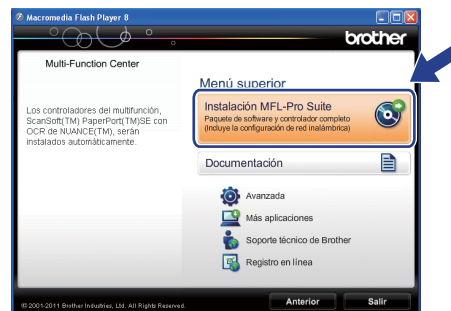 Macromedia Flash Player 8
brother
Multi-Function Center
Menú superior
Los controladores del multifunción,
ScanSoft(TM) PaperPort(TM)SE con
OCR de NUANCE(TM), serán
instalados automáticamente.
Instalación MFL-Pro Suite
Paquete de software y controlador completo
(Incluye la configuración de red inalámbrica)
Documentación
Avanzada
Más aplicaciones
Soporte técnico de Brother
Registro en línea
© 2001-2011 Brother Industries, Ltd. All Rights Reserved.
Anterior
Salir